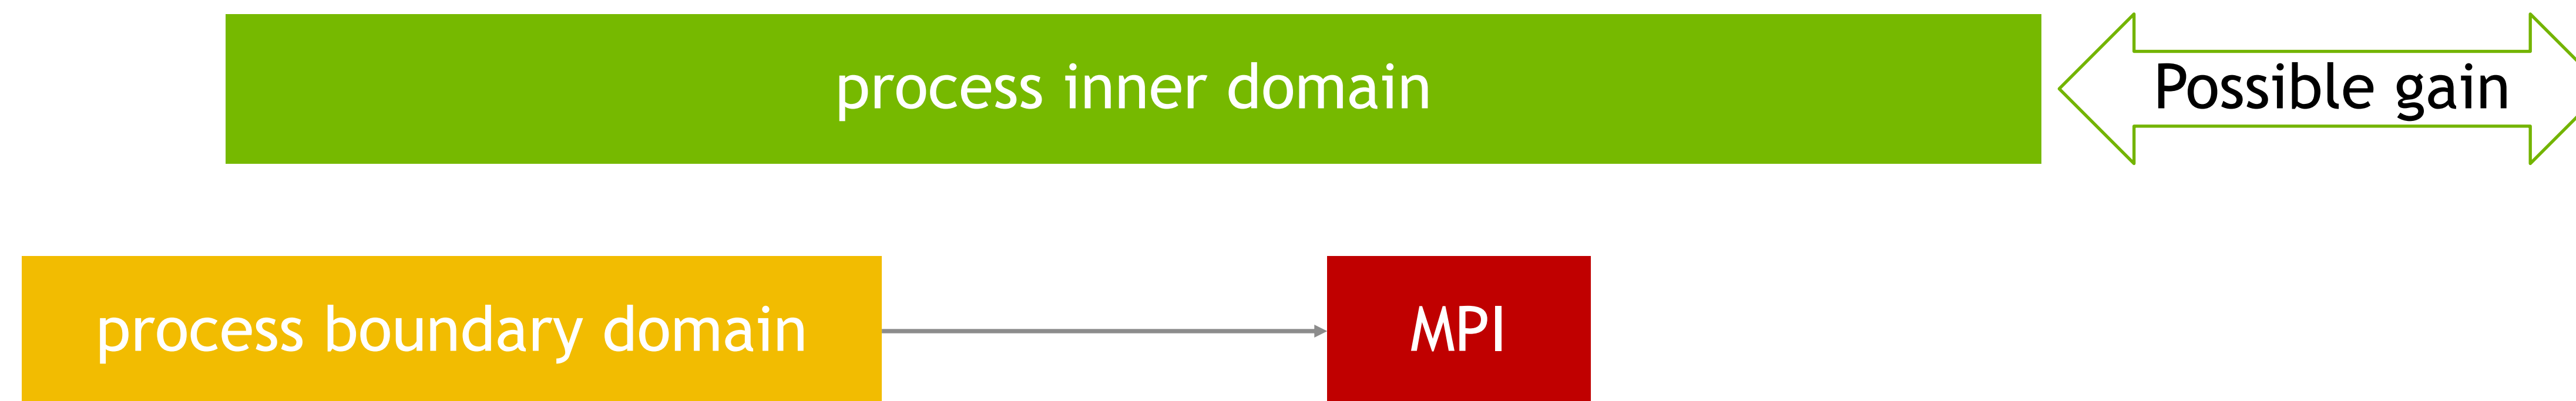 process inner domain
Possible gain
process boundary domain
MPI